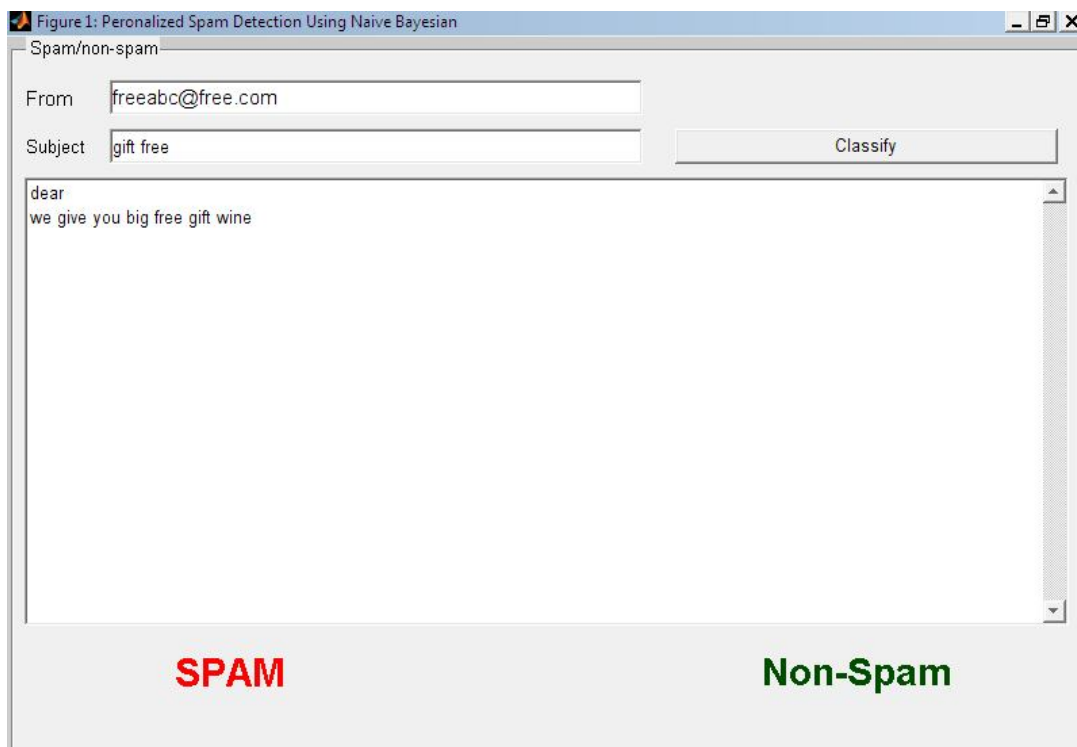 Figure 1: Peronalized Spam Detection Using Naive Bayesian
Spam/non-spam
From freeabc@free.com
Subject gift free Classify
dear
we give you big free gift wine
SPAM Non-Spam